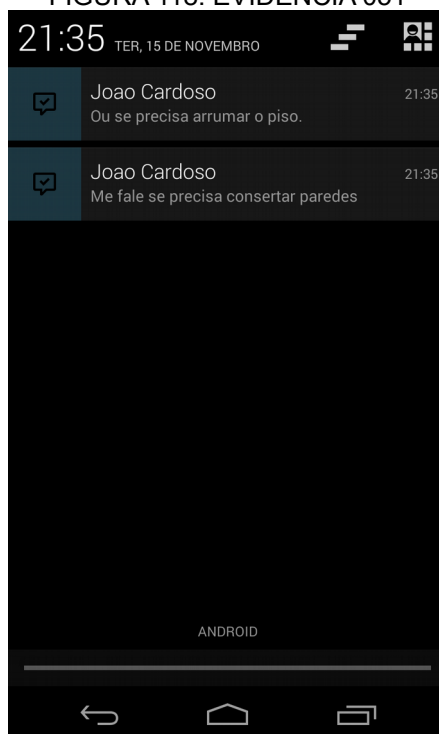 21:35 TER, 15 DE NOVEMBRO
Joao Cardoso 21:35
Ou se precisa arrumar o piso.
Joao Cardoso 21:35
Me fale se precisa consertar paredes
ANDROID